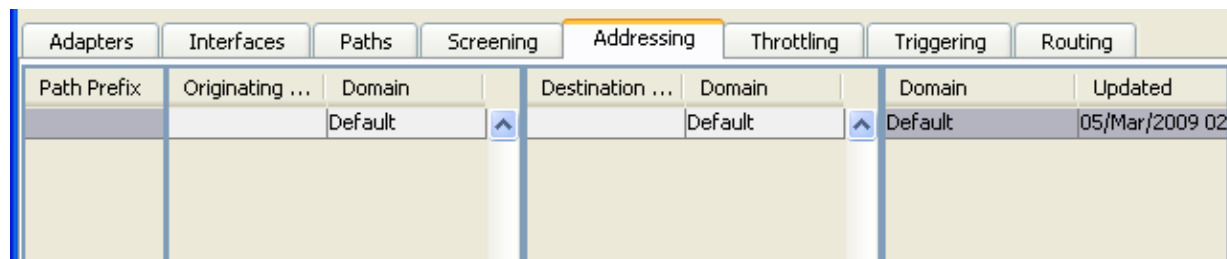 Adapters Interfaces Paths Screening Addressing Throttling Triggering Routing
Path Prefix Originating ... Domain Destination ... Domain Domain Updated
Default Default Default 05/Mar/2009 02